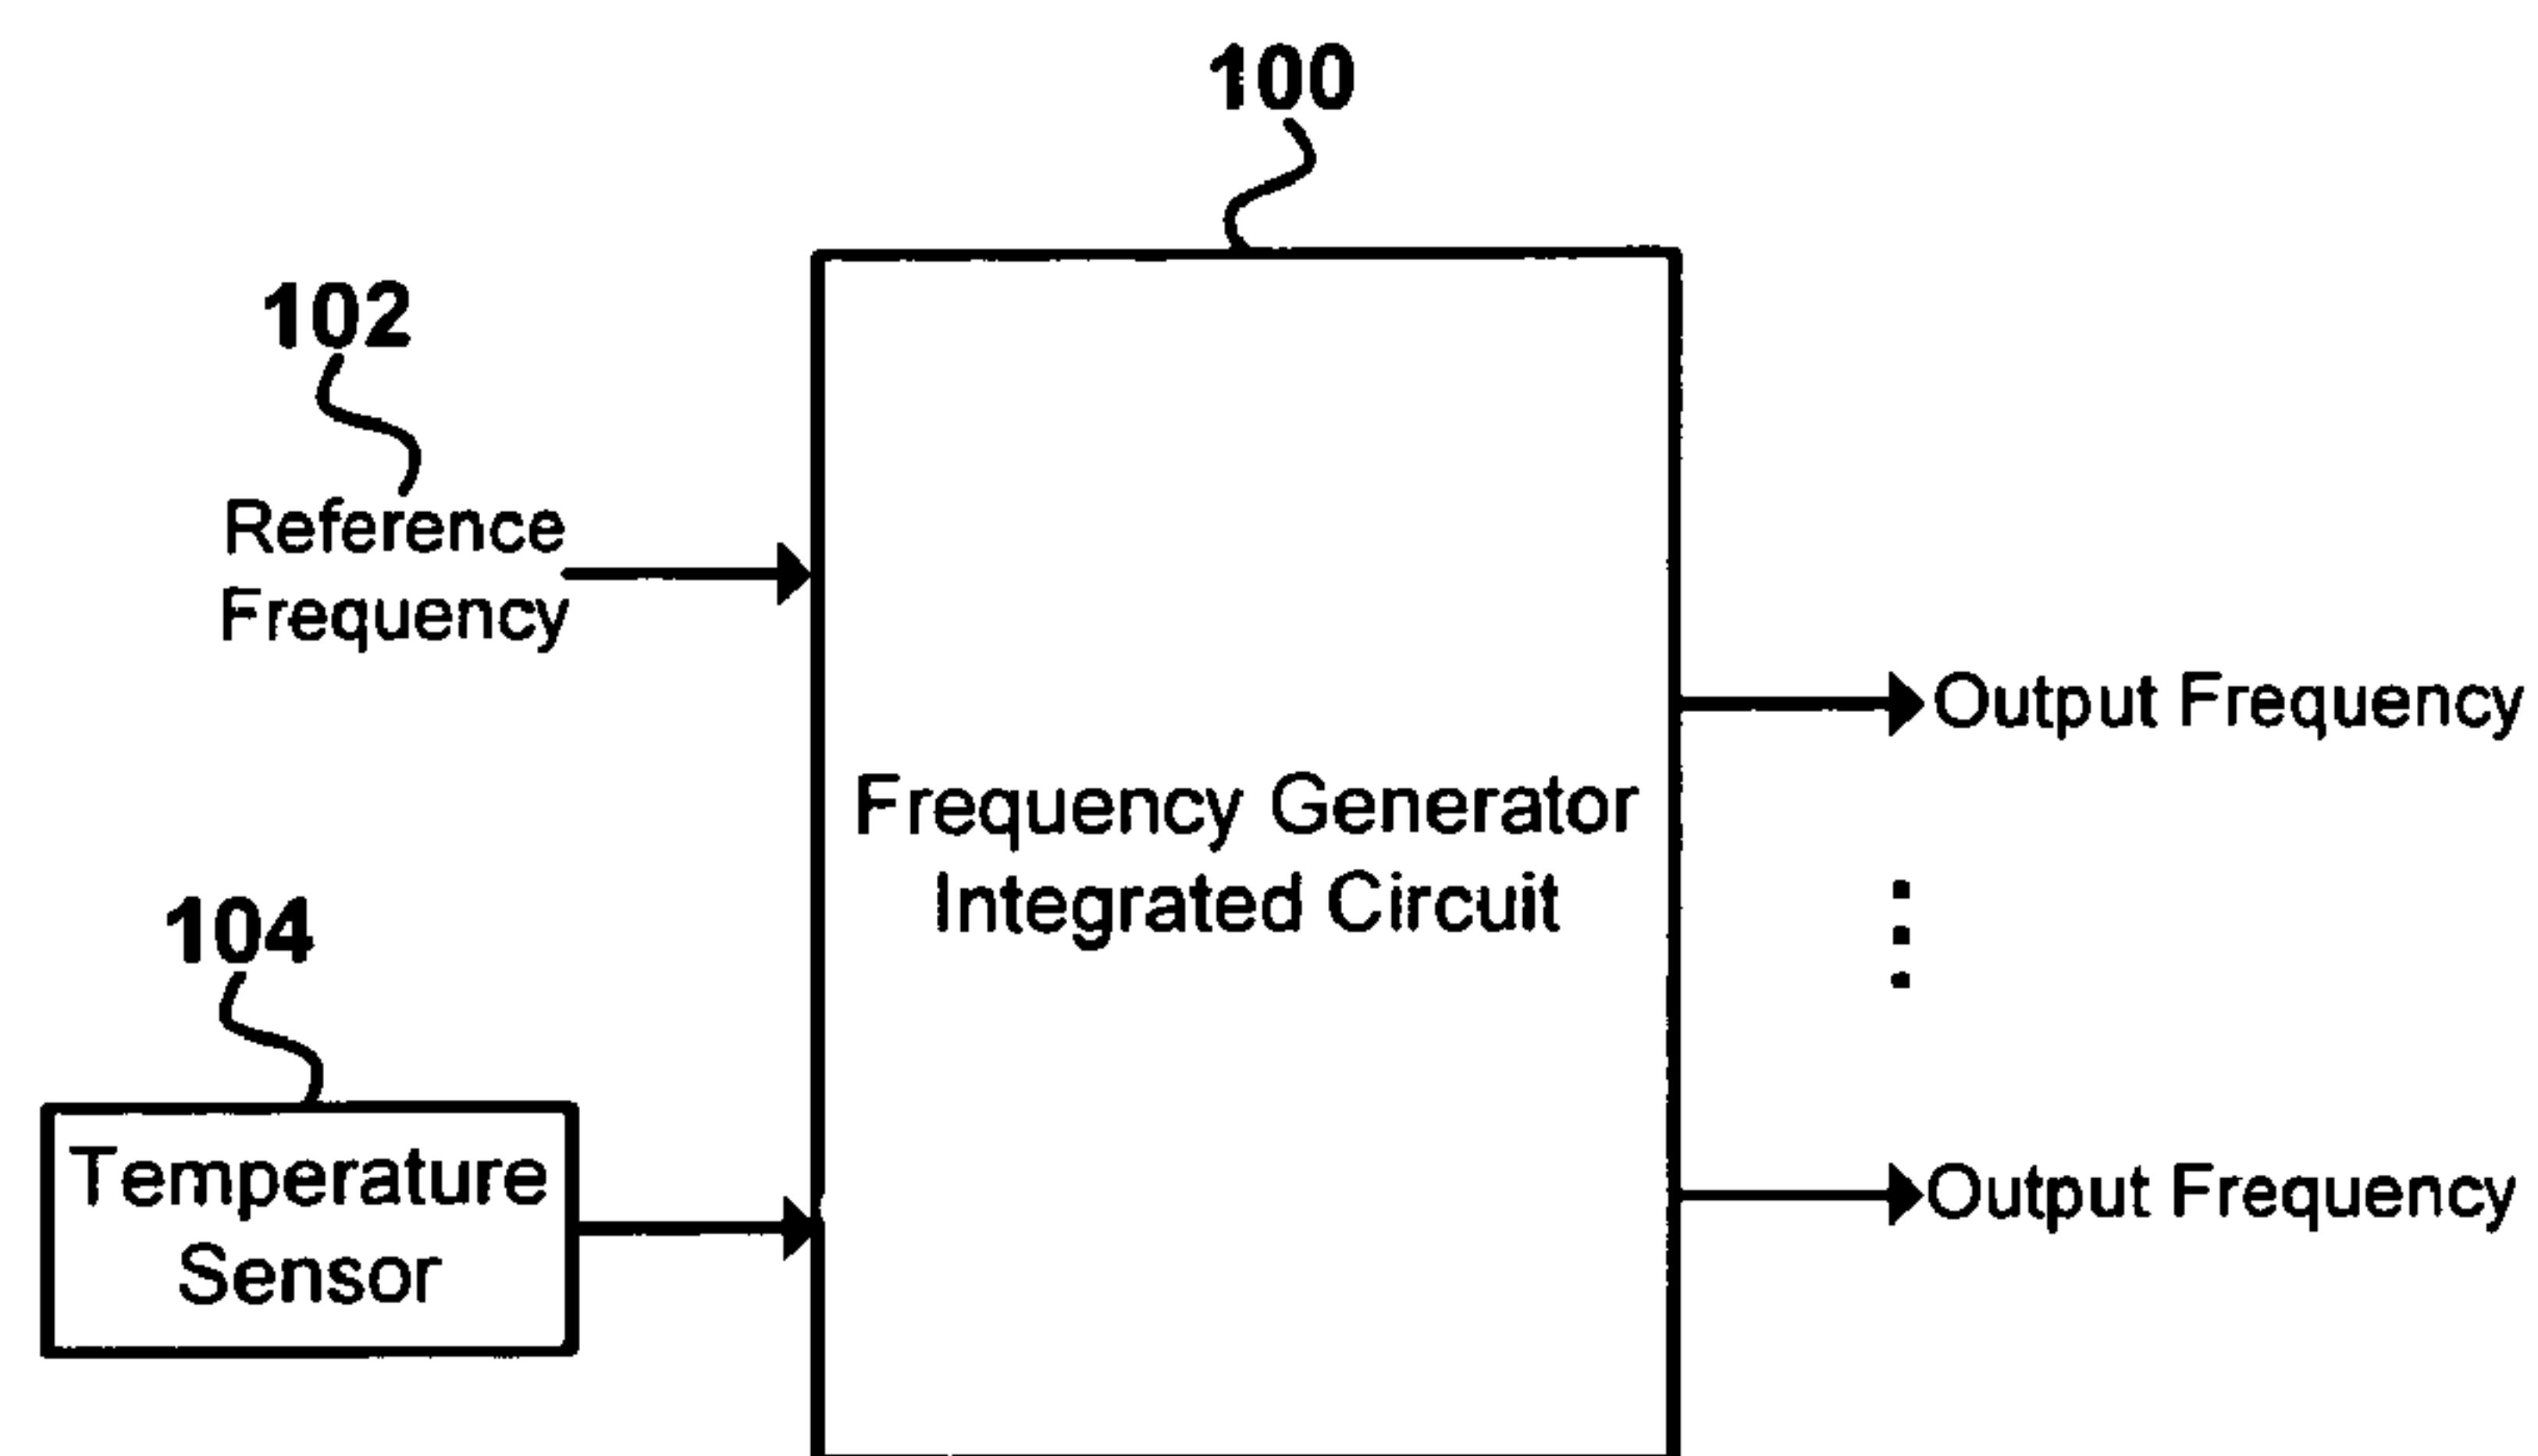 100
102
Reference
Frequency
Output Frequency
Frequency Generator
Integrated Circuit
104
Temperature
Sensor
Output Frequency